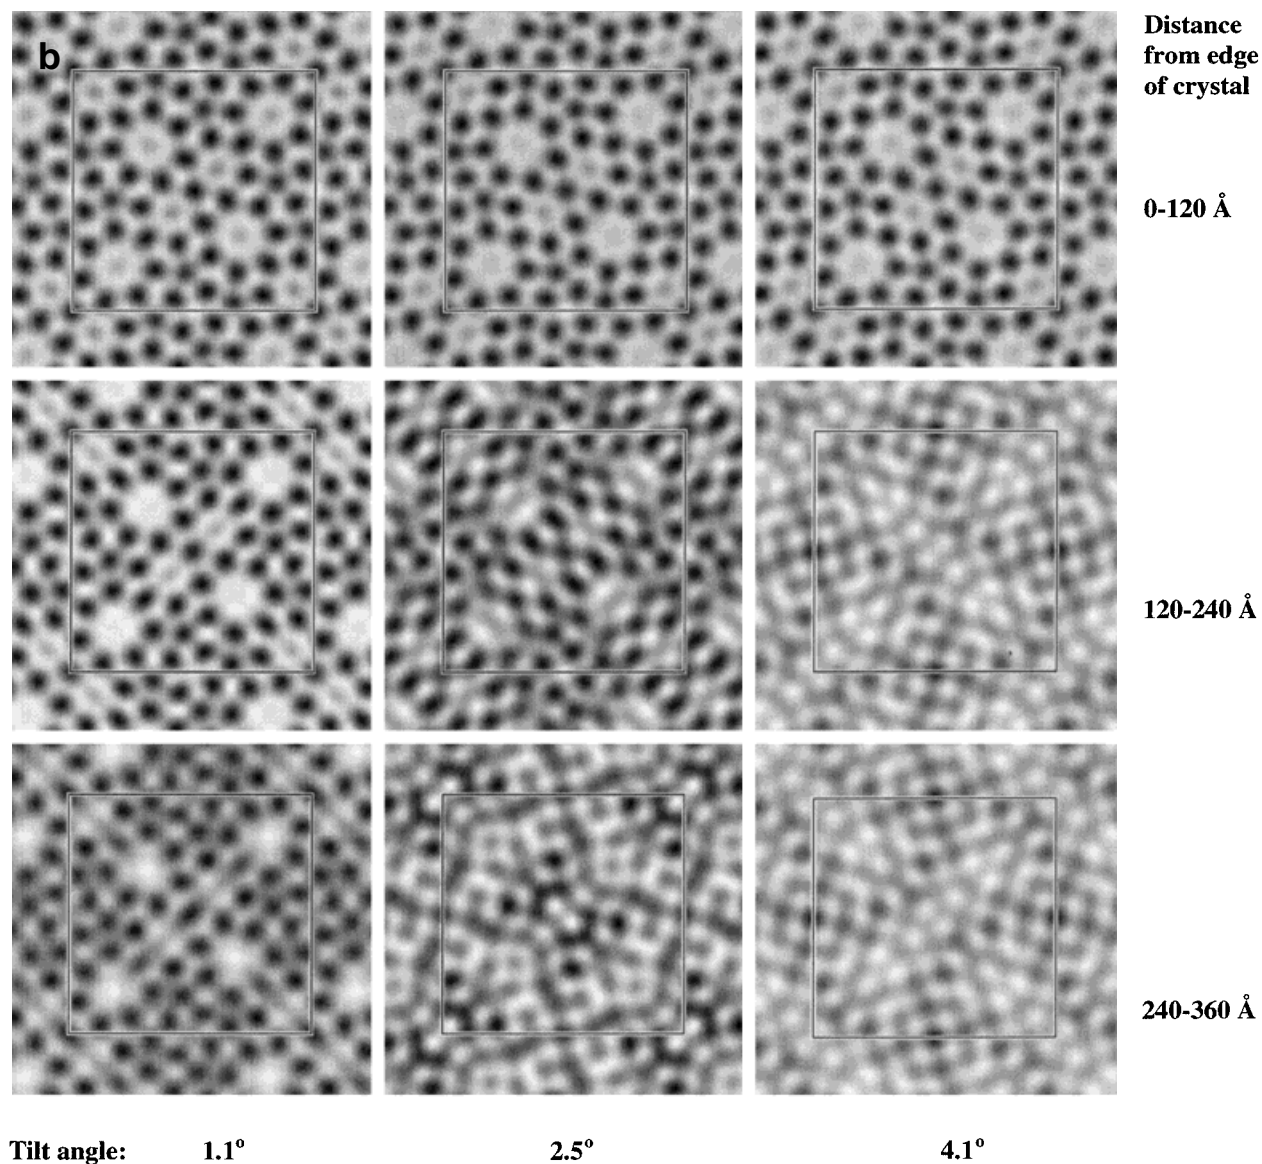 b
Distance
from edge
of crystal
0-120 Å
120-240 Å
240-360 Å
Tilt angle: 1.1° 2.5° 4.1°